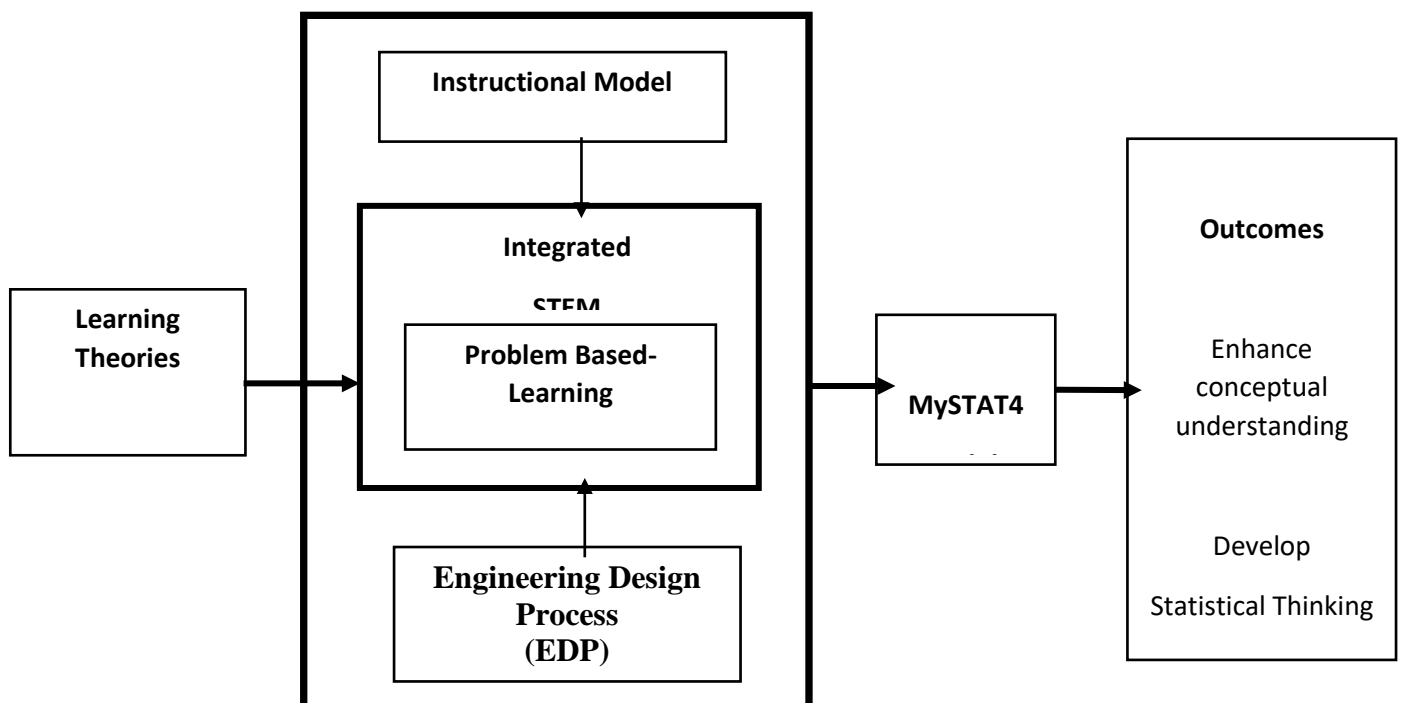 Instructional Model
Integrated
STEM
Learning
Theories
Problem Based-
Learning
Engineering Design
Process
(EDP)
MySTAT4
Outcomes
Enhance
conceptual
understanding
Develop
Statistical Thinking